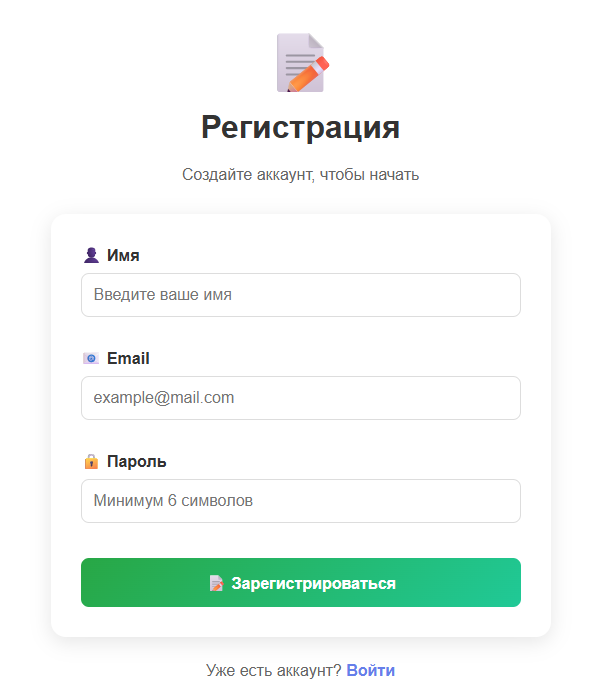 Регистрация
Создайте аккаунт, чтобы начать
Имя
Введите ваше имя
Email
example@mail.com
Пароль
Минимум 6 символов
Зарегистрироваться
Уже есть аккаунт? Войти